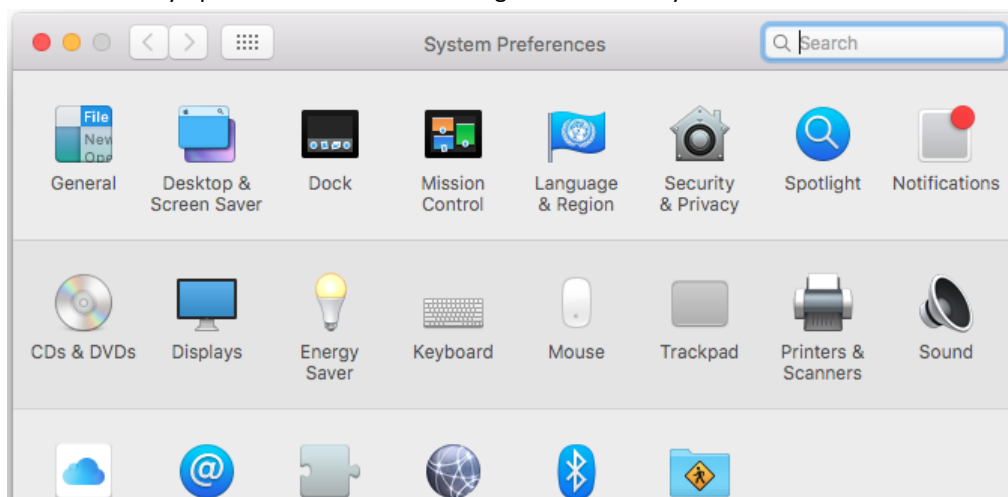 System Preferences
Search
File
New
General
Desktop &
Screen Saver
Dock
Mission
Control
Language
& Region
Security
& Privacy
Spotlight
Notifications
CDs & DVDs
Displays
Energy
Saver
Keyboard
Mouse
Trackpad
Printers &
Scanners
Sound
@